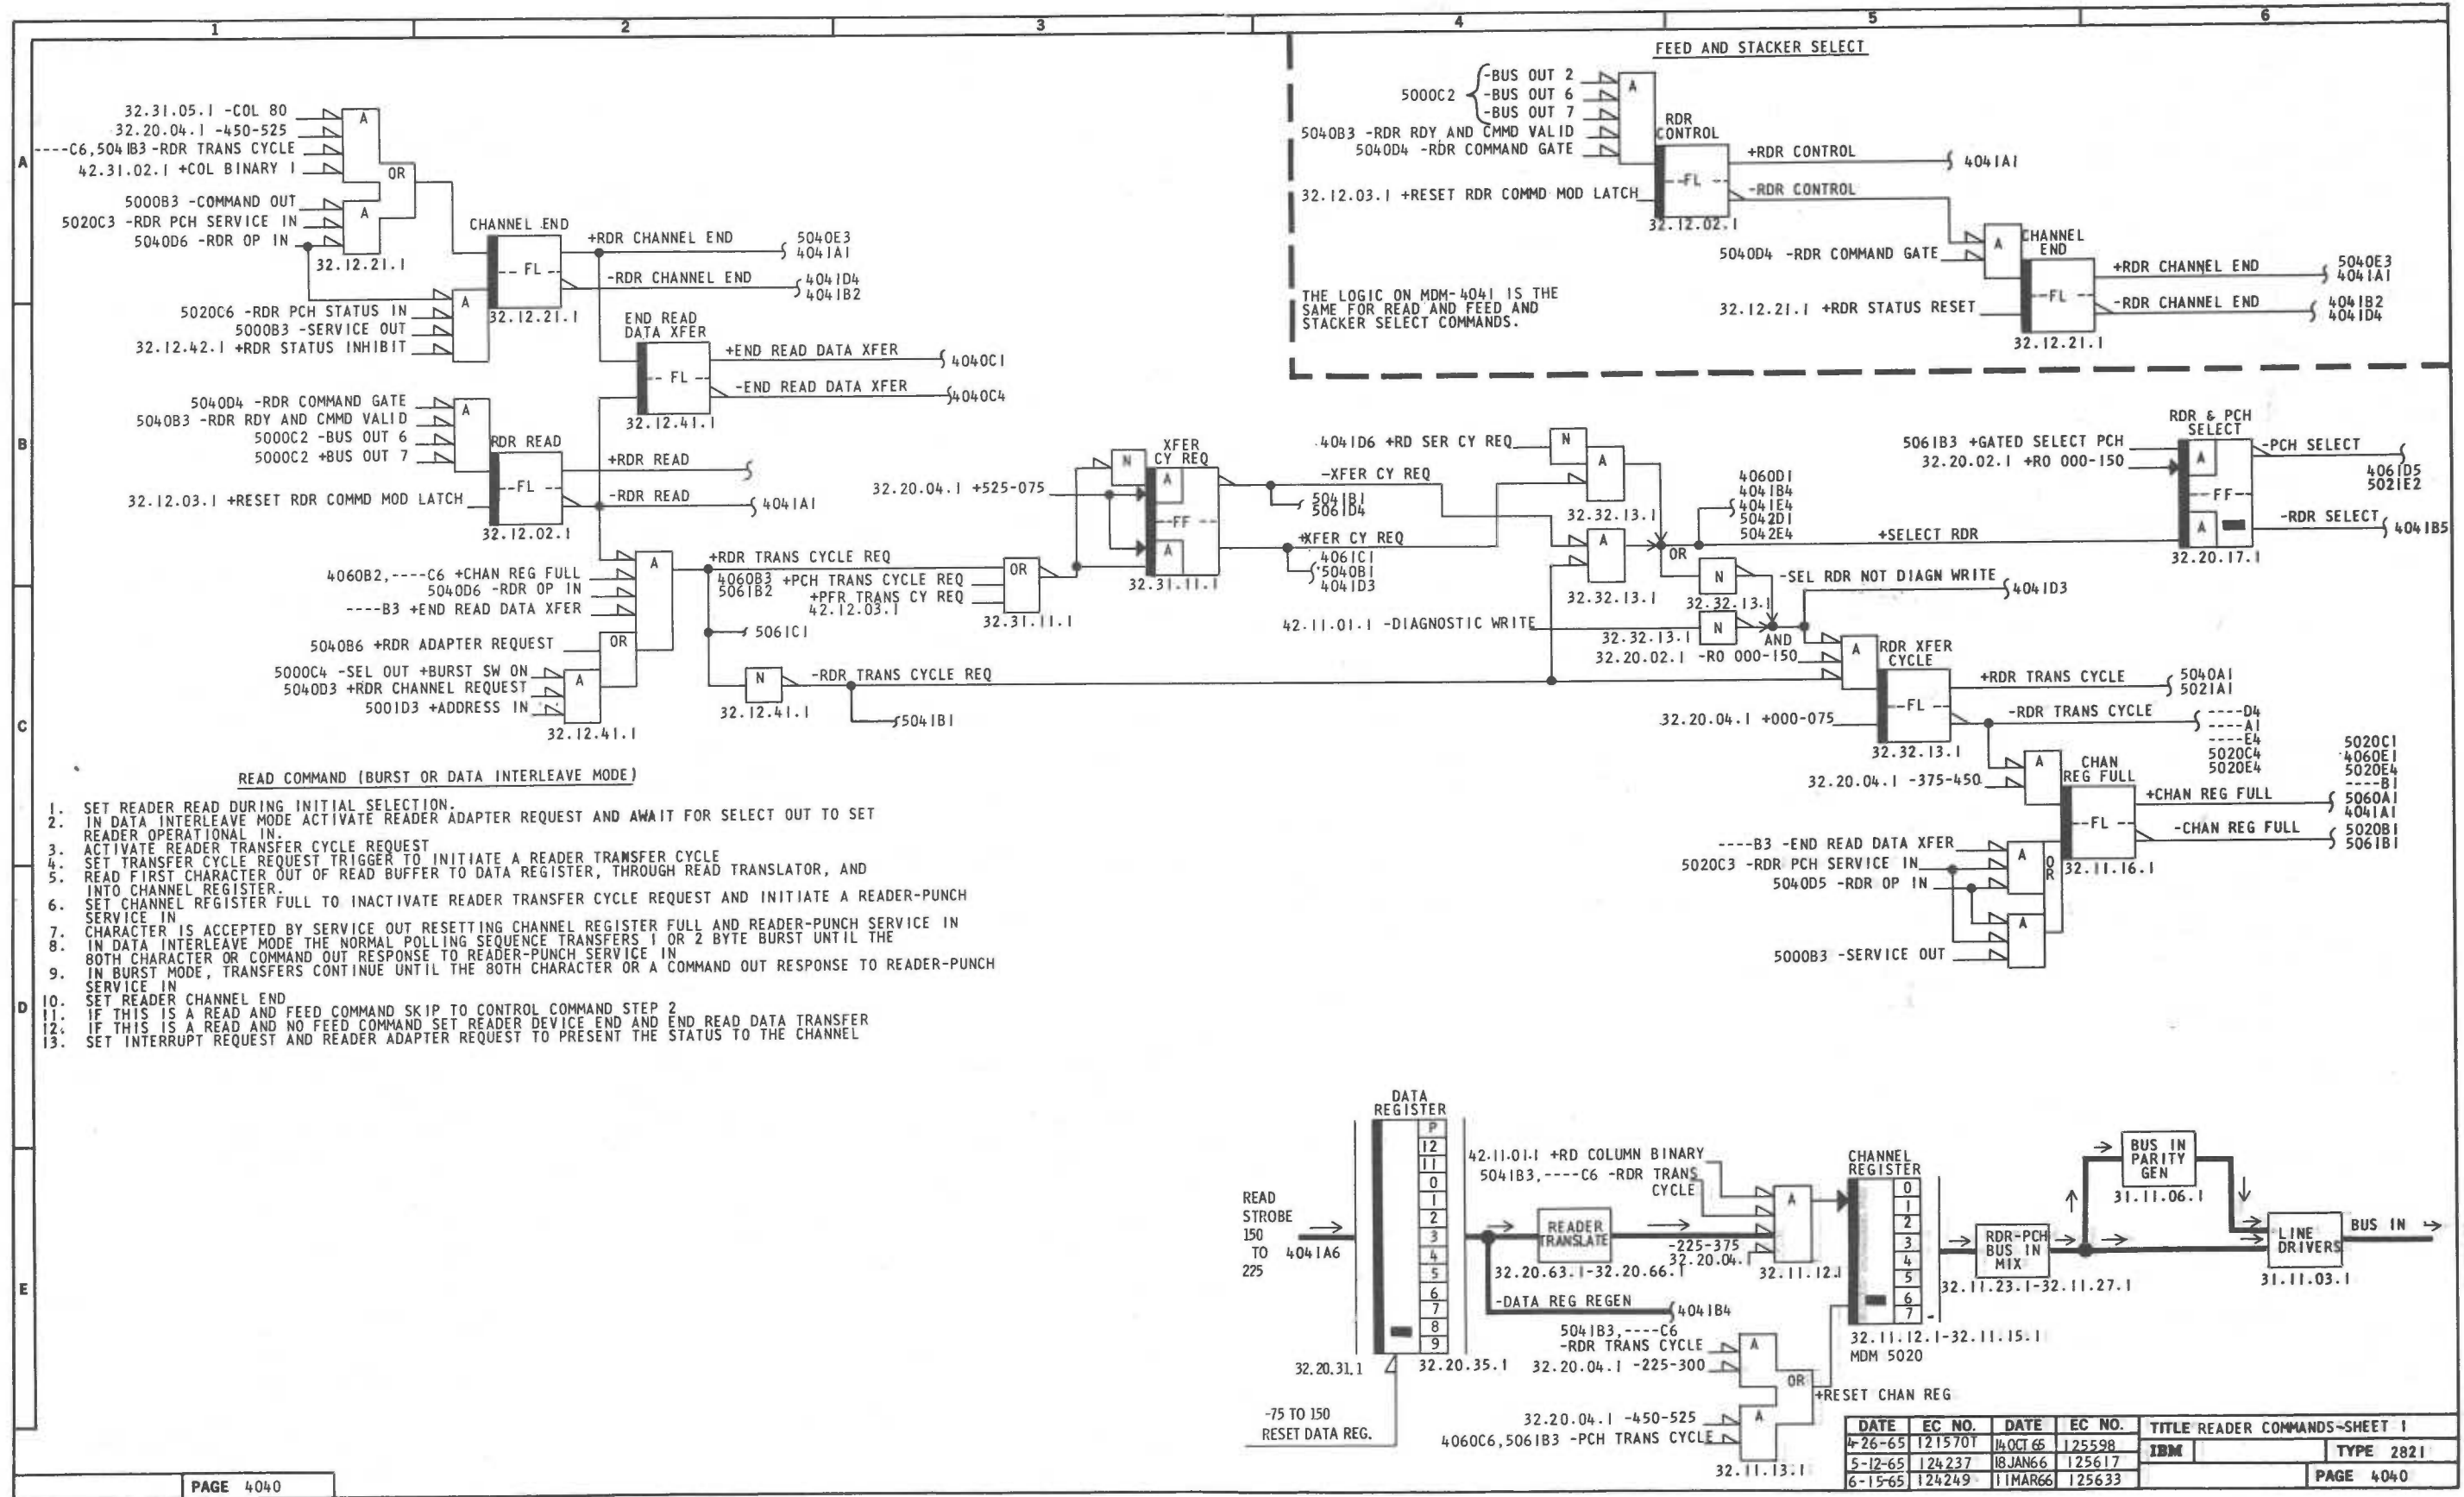 1 2 3 4 5 6
A
B
C
D
E
32.31.05.1 -COL 80
32.20.04.1 -450-525
----C6,5041B3 -RDR TRANS CYCLE
42.31.02.1 +COL BINARY 1
A
OR
5000B3 -COMMAND OUT
5020C3 -RDR PCH SERVICE IN
5040D6 -RDR OP IN
A
32.12.21.1
CHANNEL END
FL
32.12.21.1
+RDR CHANNEL END
5040E3
4041A1
-RDR CHANNEL END
4041D4
4041B2
5020C6 -RDR PCH STATUS IN
5000B3 -SERVICE OUT
32.12.42.1 +RDR STATUS INHIBIT
A
END READ
DATA XFER
FL
32.12.41.1
+END READ DATA XFER
4040C1
-END READ DATA XFER
4040C4
5040D4 -RDR COMMAND GATE
5040B3 -RDR RDY AND CMMD VALID
5000C2 -BUS OUT 6
5000C2 +BUS OUT 7
A
RDR READ
FL
32.12.02.1
32.12.03.1 +RESET RDR COMMD MOD LATCH
+RDR READ
-RDR READ
4041A1
4060B2,----C6 +CHAN REG FULL
5040D6 -RDR OP IN
----B3 +END READ DATA XFER
5040B6 +RDR ADAPTER REQUEST
5000C4 -SEL OUT +BURST SW ON
5040D3 +RDR CHANNEL REQUEST
5001D3 +ADDRESS IN
A
OR
A
32.12.41.1
+RDR TRANS CYCLE REQ
4060B3
5061B2
+PCH TRANS CYCLE REQ
+PFR TRANS CY REQ
42.12.03.1
5061C1
N
32.12.41.1
-RDR TRANS CYCLE REQ
5041B1
OR
32.31.11.1
N
XFER
CY REQ
A
FF
A
32.31.11.1
32.20.04.1 +525-075
-XFER CY REQ
5041B1
5061D4
+XFER CY REQ
4061C1
5040B1
4041D3
4041D6 +RD SER CY REQ
N
A
32.32.13.1
A
32.32.13.1
OR
4060D1
4041B4
4041E4
5042D1
5042E4
+SELECT RDR
N
32.32.13.1
-SEL RDR NOT DIAGN WRITE
4041D3
42.11.01.1 -DIAGNOSTIC WRITE
N
32.32.13.1
AND
32.20.02.1 -R0 000-150
A
RDR XFER
CYCLE
FL
32.32.13.1
32.20.04.1 +000-075
+RDR TRANS CYCLE
5040A1
5021A1
-RDR TRANS CYCLE
----D4
----A1
----E4
5020C4
5020E4
32.20.04.1 -375-450
A
CHAN
REG FULL
FL
32.11.16.1
+CHAN REG FULL
5020C1
4060E1
5020E4
----B1
5060A1
4041A1
-CHAN REG FULL
5020B1
5061B1
----B3 -END READ DATA XFER
5020C3 -RDR PCH SERVICE IN
5040D5 -RDR OP IN
5000B3 -SERVICE OUT
A
OR
A
RDR & PCH
SELECT
5061B3 +GATED SELECT PCH
32.20.02.1 +R0 000-150
A
FF
A
32.20.17.1
-PCH SELECT
4061D5
5021E2
-RDR SELECT
4041B5
FEED AND STACKER SELECT
5000C2
-BUS OUT 2
-BUS OUT 6
-BUS OUT 7
5040B3 -RDR RDY AND CMMD VALID
5040D4 -RDR COMMAND GATE
A
RDR
CONTROL
FL
32.12.02.1
32.12.03.1 +RESET RDR COMMD MOD LATCH
+RDR CONTROL
4041A1
-RDR CONTROL
5040D4 -RDR COMMAND GATE
A
CHANNEL
END
FL
32.12.21.1
32.12.21.1 +RDR STATUS RESET
+RDR CHANNEL END
5040E3
4041A1
-RDR CHANNEL END
4041B2
4041D4
THE LOGIC ON MDM-4041 IS THE
SAME FOR READ AND FEED AND
STACKER SELECT COMMANDS.
READ COMMAND (BURST OR DATA INTERLEAVE MODE)
1. SET READER READ DURING INITIAL SELECTION.
2. IN DATA INTERLEAVE MODE ACTIVATE READER ADAPTER REQUEST AND AWAIT FOR SELECT OUT TO SET
READER OPERATIONAL IN.
3. ACTIVATE READER TRANSFER CYCLE REQUEST
4. SET TRANSFER CYCLE REQUEST TRIGGER TO INITIATE A READER TRANSFER CYCLE
5. READ FIRST CHARACTER OUT OF READ BUFFER TO DATA REGISTER, THROUGH READ TRANSLATOR, AND
INTO CHANNEL REGISTER.
6. SET CHANNEL REGISTER FULL TO INACTIVATE READER TRANSFER CYCLE REQUEST AND INITIATE A READER-PUNCH
SERVICE IN
7. CHARACTER IS ACCEPTED BY SERVICE OUT RESETTING CHANNEL REGISTER FULL AND READER-PUNCH SERVICE IN
8. IN DATA INTERLEAVE MODE THE NORMAL POLLING SEQUENCE TRANSFERS 1 OR 2 BYTE BURST UNTIL THE
80TH CHARACTER OR COMMAND OUT RESPONSE TO READER-PUNCH SERVICE IN
9. IN BURST MODE, TRANSFERS CONTINUE UNTIL THE 80TH CHARACTER OR A COMMAND OUT RESPONSE TO READER-PUNCH
SERVICE IN
10. SET READER CHANNEL END
11. IF THIS IS A READ AND FEED COMMAND SKIP TO CONTROL COMMAND STEP 2
12. IF THIS IS A READ AND NO FEED COMMAND SET READER DEVICE END AND END READ DATA TRANSFER
13. SET INTERRUPT REQUEST AND READER ADAPTER REQUEST TO PRESENT THE STATUS TO THE CHANNEL
READ
STROBE
150
TO 4041A6
225
DATA
REGISTER
P
12
11
0
1
2
3
4
5
6
7
8
9
32.20.31.1
32.20.35.1
-75 TO 150
RESET DATA REG.
42.11.01.1 +RD COLUMN BINARY
5041B3,----C6 -RDR TRANS
CYCLE
READER
TRANSLATE
32.20.63.1-32.20.66.1
-225-375
32.20.04.1
A
32.11.12.1
-DATA REG REGEN
4041B4
5041B3,----C6
-RDR TRANS CYCLE
32.20.04.1 -225-300
A
OR
+RESET CHAN REG
32.20.04.1 -450-525
4060C6,5061B3 -PCH TRANS CYCLE
A
32.11.13.1
CHANNEL
REGISTER
0
1
2
3
4
5
6
7
32.11.12.1-32.11.15.1
MDM 5020
RDR-PCH
BUS IN
MIX
32.11.23.1-32.11.27.1
BUS IN
PARITY
GEN
31.11.06.1
LINE
DRIVERS
31.11.03.1
BUS IN
DATE EC NO. DATE EC NO.
4-26-65 121570T 14OCT 65 125598
5-12-65 124237 18JAN66 125617
6-15-65 124249 11MAR66 125633
TITLE READER COMMANDS-SHEET 1
IBM TYPE 2821
PAGE 4040
PAGE 4040